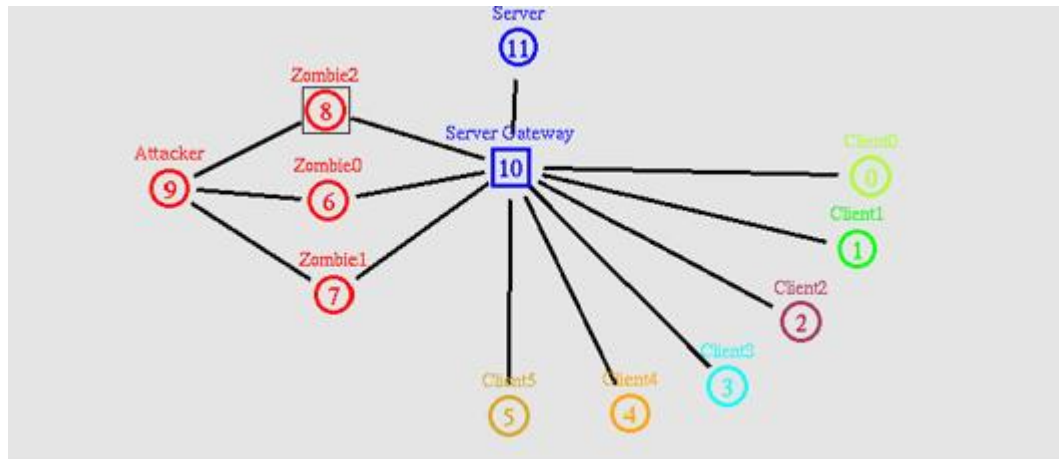 Server
11
Zombie2
8
Server Gateway
10
Attacker
9
Zombie0
6
Client0
0
Client1
1
Zombie1
7
Client2
2
Client3
3
Client5
5
Client4
4